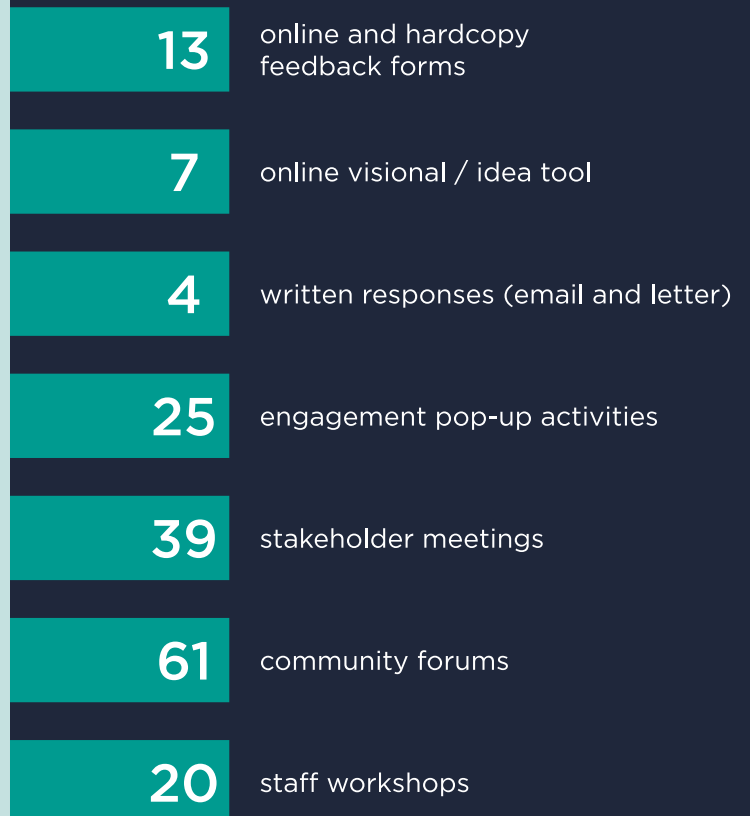 13
online and hardcopy
feedback forms
7
online visional / idea tool
4
written responses (email and letter)
25
engagement pop-up activities
39
stakeholder meetings
61
community forums
20
staff workshops